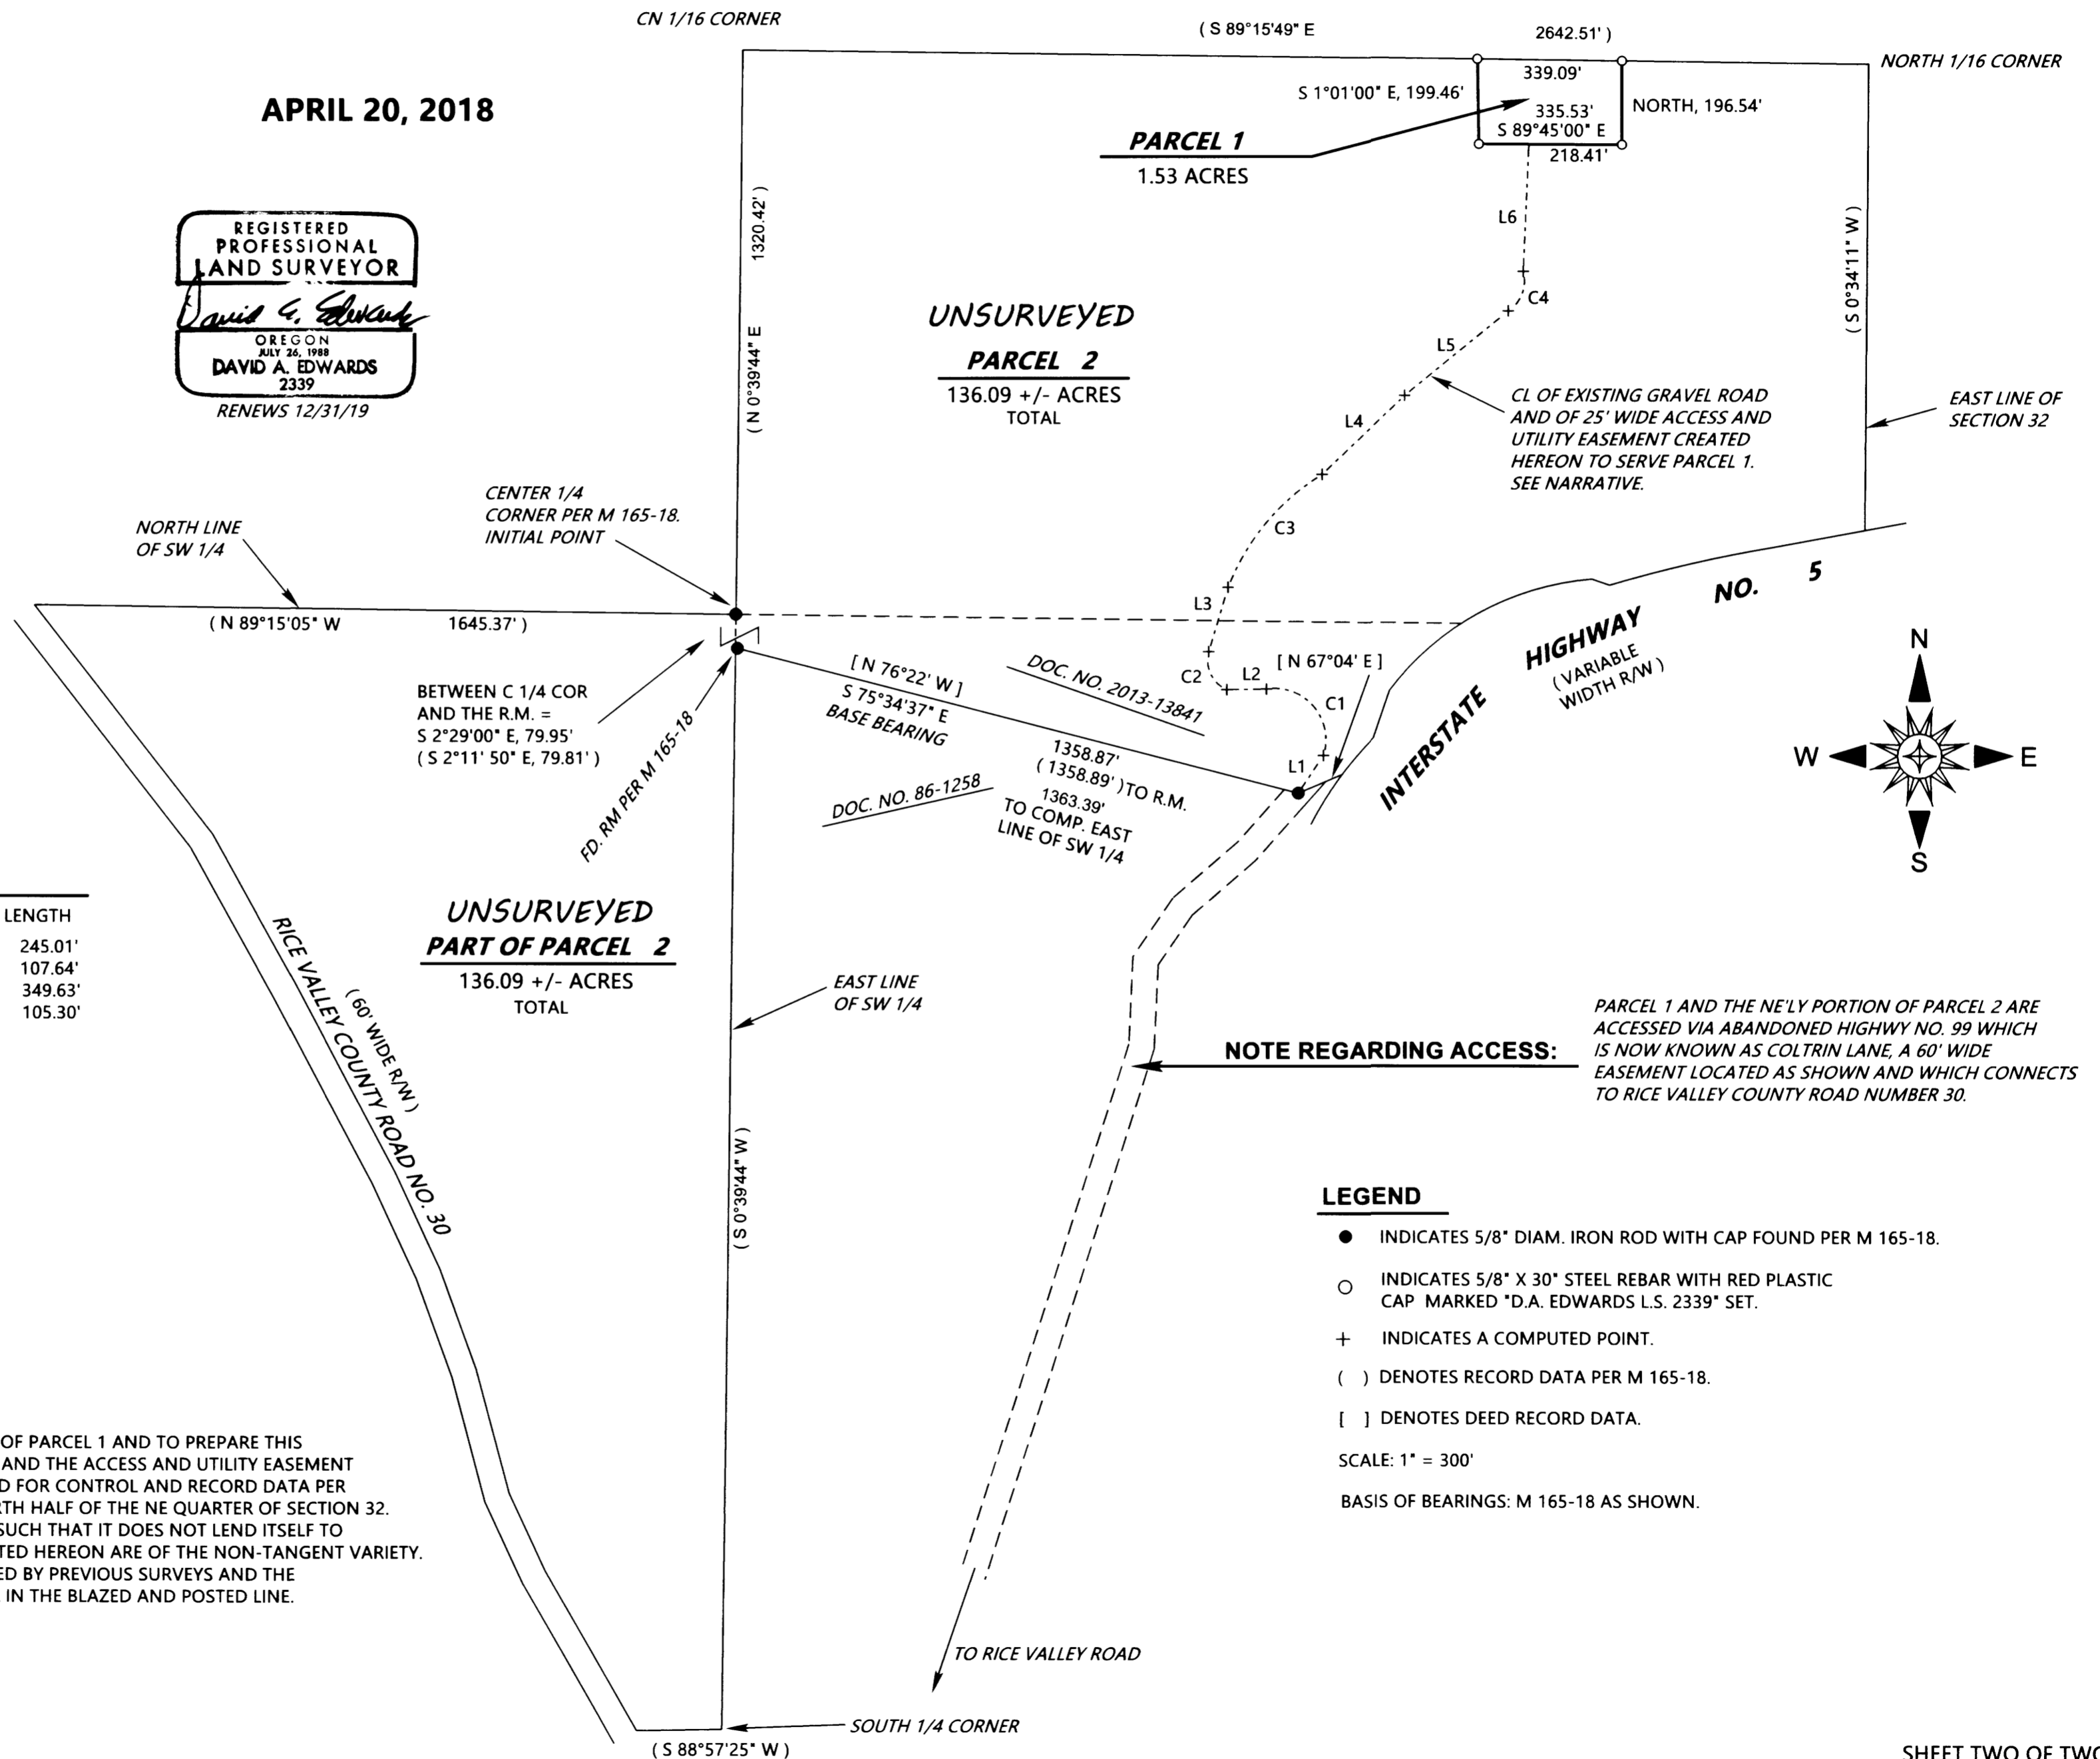 CN 1/16 CORNER
( S 89°15'49" E 2642.51' )
NORTH 1/16 CORNER
APRIL 20, 2018
339.09'
S 1°01'00" E, 199.46'
335.53'
S 89°45'00" E
NORTH, 196.54'
218.41'
PARCEL 1
1.53 ACRES
REGISTERED
PROFESSIONAL
LAND SURVEYOR
David A. Edwards
OREGON
JULY 26, 1988
DAVID A. EDWARDS
2339
RENEWS 12/31/19
( N 0°39'44" E 1320.42' )
L6
C4
L5
L4
C3
L3
C2
L2
C1
L1
( S 0°34'11" W )
UNSURVEYED
PARCEL 2
136.09 +/- ACRES
TOTAL
CL OF EXISTING GRAVEL ROAD
AND OF 25' WIDE ACCESS AND
UTILITY EASEMENT CREATED
HEREON TO SERVE PARCEL 1.
SEE NARRATIVE.
EAST LINE OF
SECTION 32
CENTER 1/4
CORNER PER M 165-18.
INITIAL POINT
NORTH LINE
OF SW 1/4
( N 89°15'05" W 1645.37' )
INTERSTATE HIGHWAY NO. 5
( VARIABLE
WIDTH R/W )
BETWEEN C 1/4 COR
AND THE R.M. =
S 2°29'00" E, 79.95'
( S 2°11' 50" E, 79.81' )
FD. RM PER M 165-18
[ N 76°22' W ]
S 75°34'37" E
BASE BEARING
DOC. NO. 2013-13841
[ N 67°04' E ]
1358.87'
( 1358.89' ) TO R.M.
1363.39'
TO COMP. EAST
LINE OF SW 1/4
DOC. NO. 86-1258
N
W
E
S
LENGTH
245.01'
107.64'
349.63'
105.30'
RICE VALLEY COUNTY ROAD NO. 30
( 60' WIDE R/W )
UNSURVEYED
PART OF PARCEL 2
136.09 +/- ACRES
TOTAL
EAST LINE
OF SW 1/4
( S 0°39'44" W )
NOTE REGARDING ACCESS:
PARCEL 1 AND THE NE'LY PORTION OF PARCEL 2 ARE
ACCESSED VIA ABANDONED HIGHWY NO. 99 WHICH
IS NOW KNOWN AS COLTRIN LANE, A 60' WIDE
EASEMENT LOCATED AS SHOWN AND WHICH CONNECTS
TO RICE VALLEY COUNTY ROAD NUMBER 30.
LEGEND
INDICATES 5/8" DIAM. IRON ROD WITH CAP FOUND PER M 165-18.
INDICATES 5/8" X 30" STEEL REBAR WITH RED PLASTIC
CAP MARKED "D.A. EDWARDS L.S. 2339" SET.
+ INDICATES A COMPUTED POINT.
( ) DENOTES RECORD DATA PER M 165-18.
[ ] DENOTES DEED RECORD DATA.
SCALE: 1" = 300'
BASIS OF BEARINGS: M 165-18 AS SHOWN.
OF PARCEL 1 AND TO PREPARE THIS
AND THE ACCESS AND UTILITY EASEMENT
D FOR CONTROL AND RECORD DATA PER
RTH HALF OF THE NE QUARTER OF SECTION 32.
SUCH THAT IT DOES NOT LEND ITSELF TO
TED HEREON ARE OF THE NON-TANGENT VARIETY.
ED BY PREVIOUS SURVEYS AND THE
IN THE BLAZED AND POSTED LINE.
TO RICE VALLEY ROAD
SOUTH 1/4 CORNER
( S 88°57'25" W )
SHEET TWO OF TWO